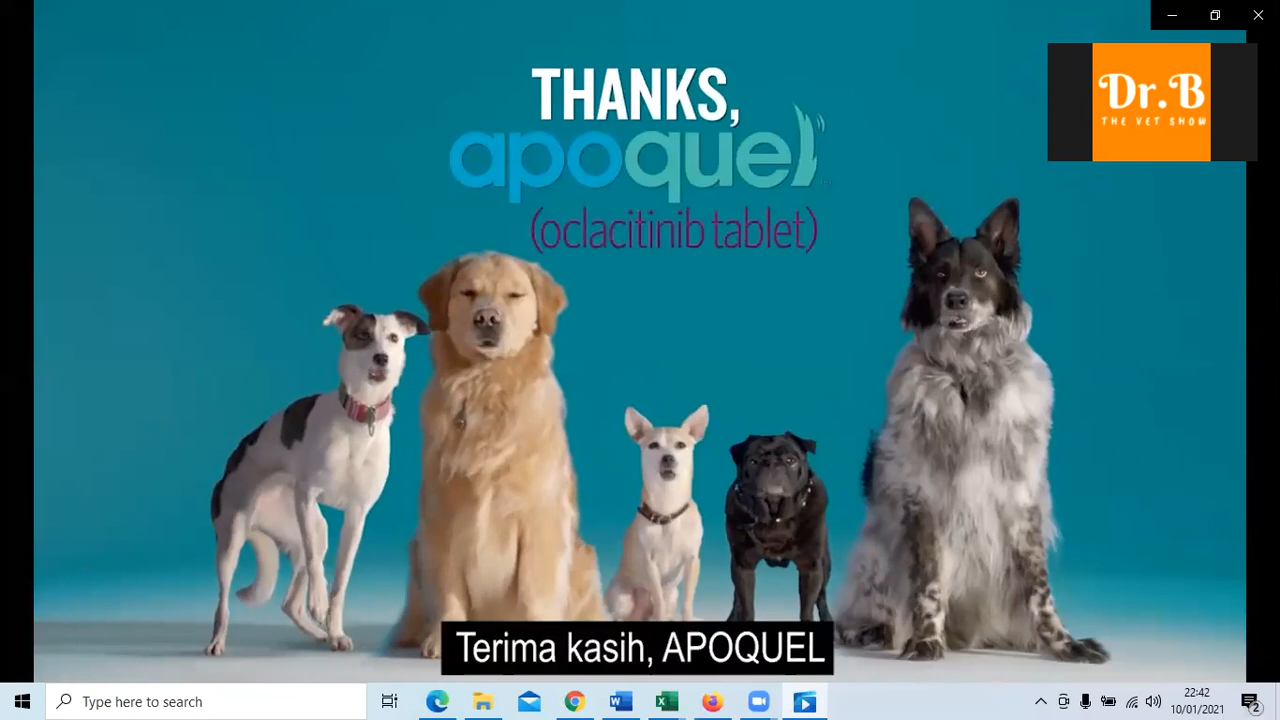 THANKS,
apoquel
(oclacitinib tablet)
Dr.B
THE VET SHOW
Terima kasih, APOQUEL
Type here to search
22:42
10/01/2021
2